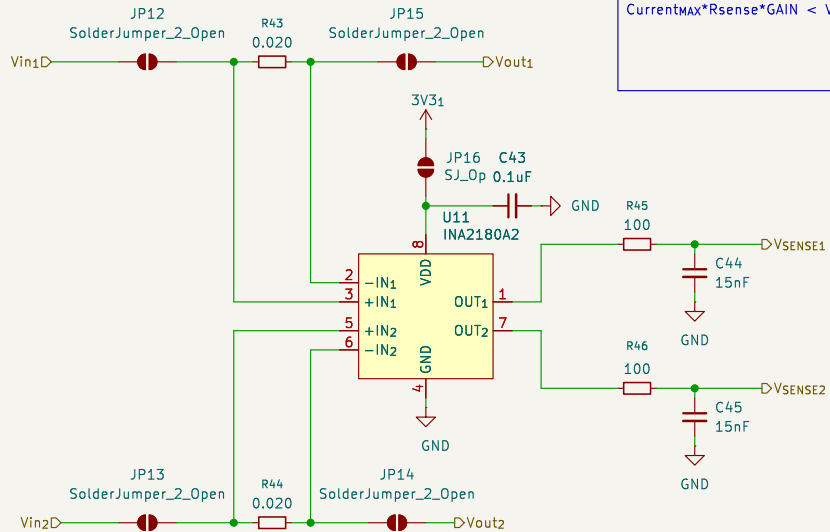 CurrentMAX*Rsense*GAIN < V
JP12
SolderJumper_2_Open
R43
0.020
JP15
SolderJumper_2_Open
Vin1
Vout1
3V31
JP16
SJ_Op
C43
0.1uF
GND
U11
INA2180A2
R45
100
VSENSE1
8
VDD
2
-IN1
3
+IN1
5
+IN2
6
-IN2
OUT1
1
OUT2
7
GND
4
GND
C44
15nF
GND
R46
100
VSENSE2
C45
15nF
GND
JP13
SolderJumper_2_Open
R44
0.020
JP14
SolderJumper_2_Open
Vin2
Vout2